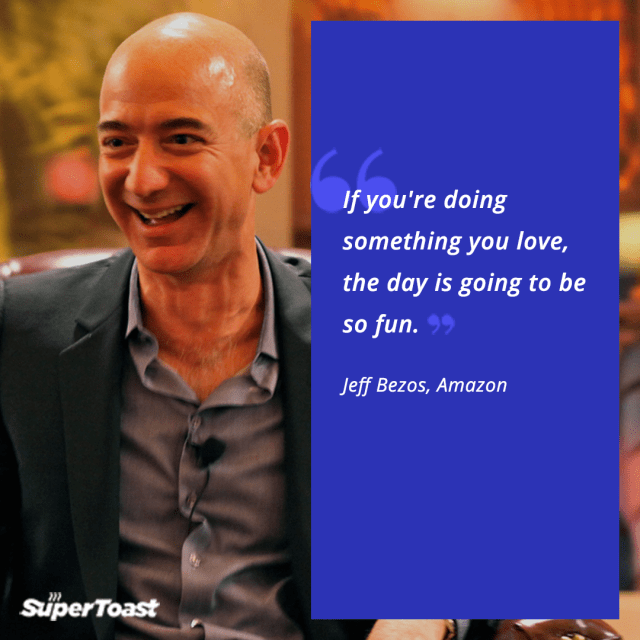 If you're doing
something you love,
the day is going to be
so fun.
Jeff Bezos, Amazon
SuperToast